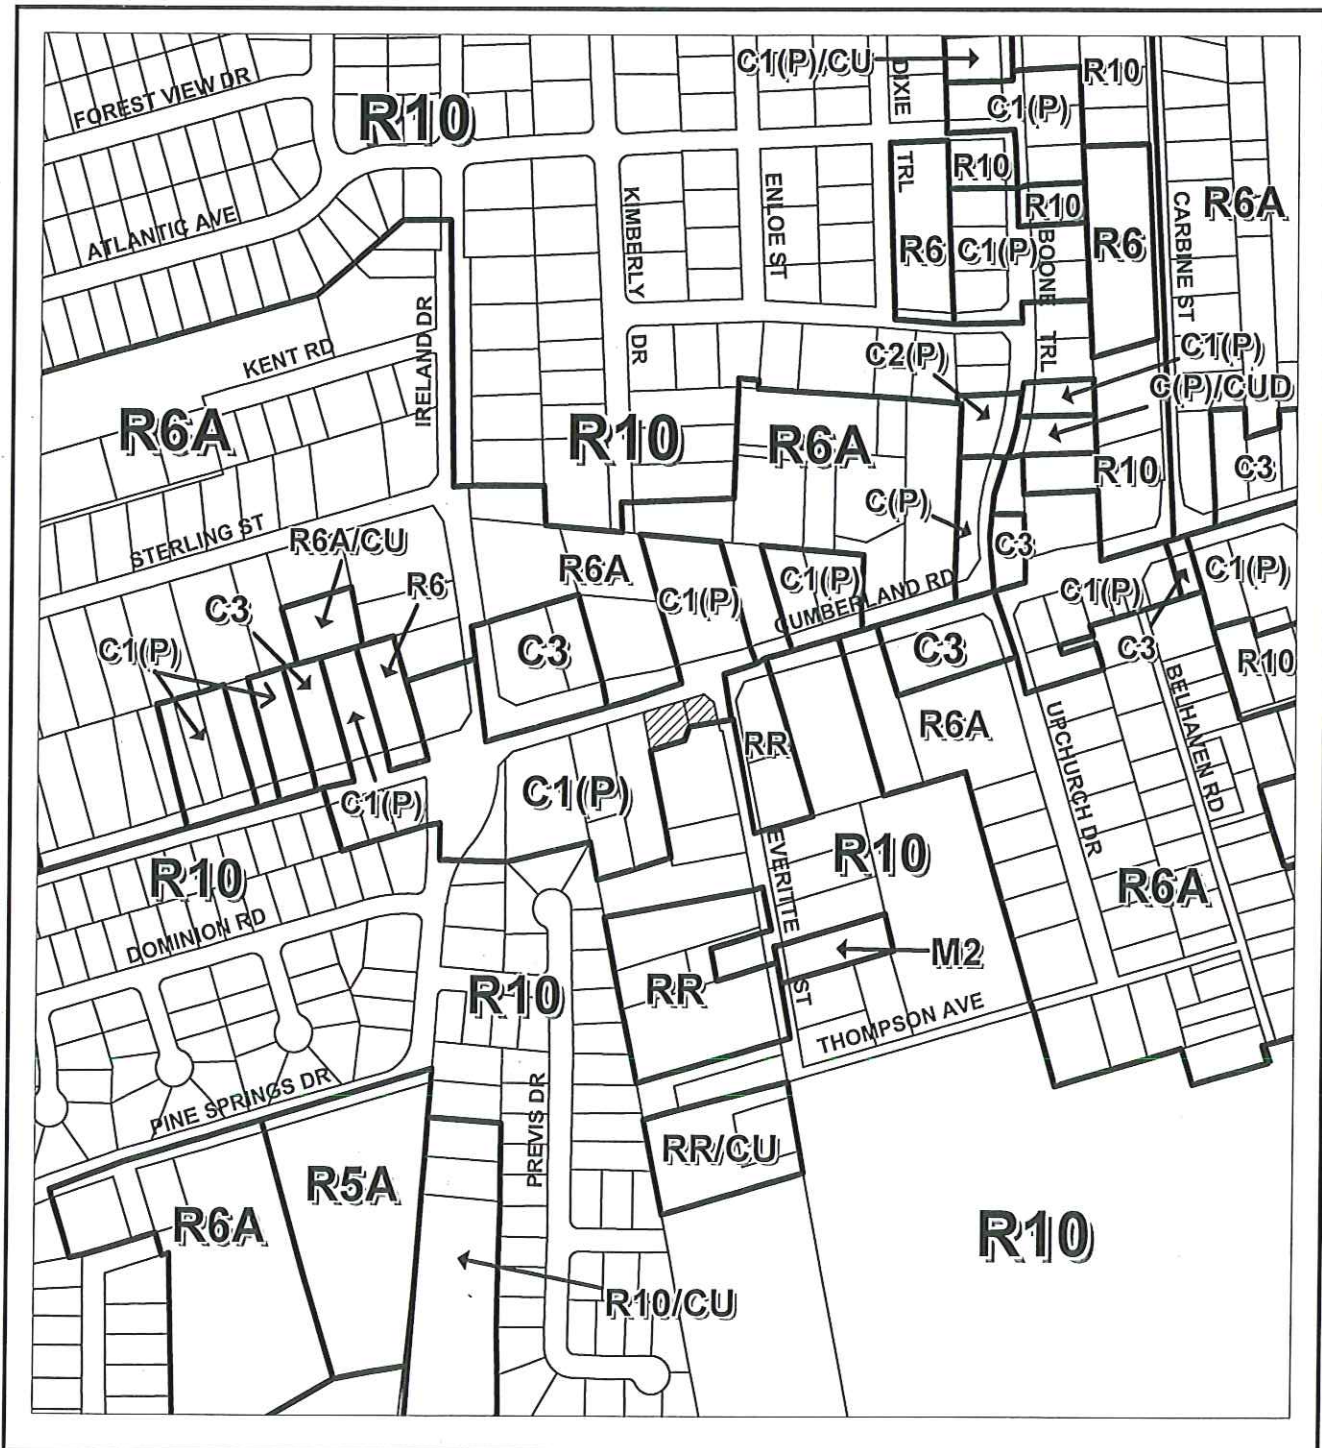 C1(P)/CU
DIXIE
R10
FOREST VIEW DR
R10
C1(P)
TRL
R10
KIMBERLY
ENLOE ST
R10
CARBINE ST
R6A
ATLANTIC AVE
R6
C1(P)
BOONE
R6
IRELAND DR
KENT RD
DR
C2(P)
TRL
C1(P)
C(P)/CUD
R6A
R10
R6A
R10
C3
C(P)
STERLING ST
R6A/CU
C3
R6A
C1(P)
C1(P)
C1(P)
C1(P)
R6
C3
CUMBERLAND RD
C1(P)
C3
C3
C3
R10
BELHAVEN RD
R6A
UPCHURCH DR
RR
C1(P)
C1(P)
R10
EVERITTE
R10
R6A
DOMINION RD
M2
R10
RR
ST
THOMPSON AVE
PINE SPRINGS DR
PREVIS DR
RR/CU
R5A
R6A
R10
R10/CU